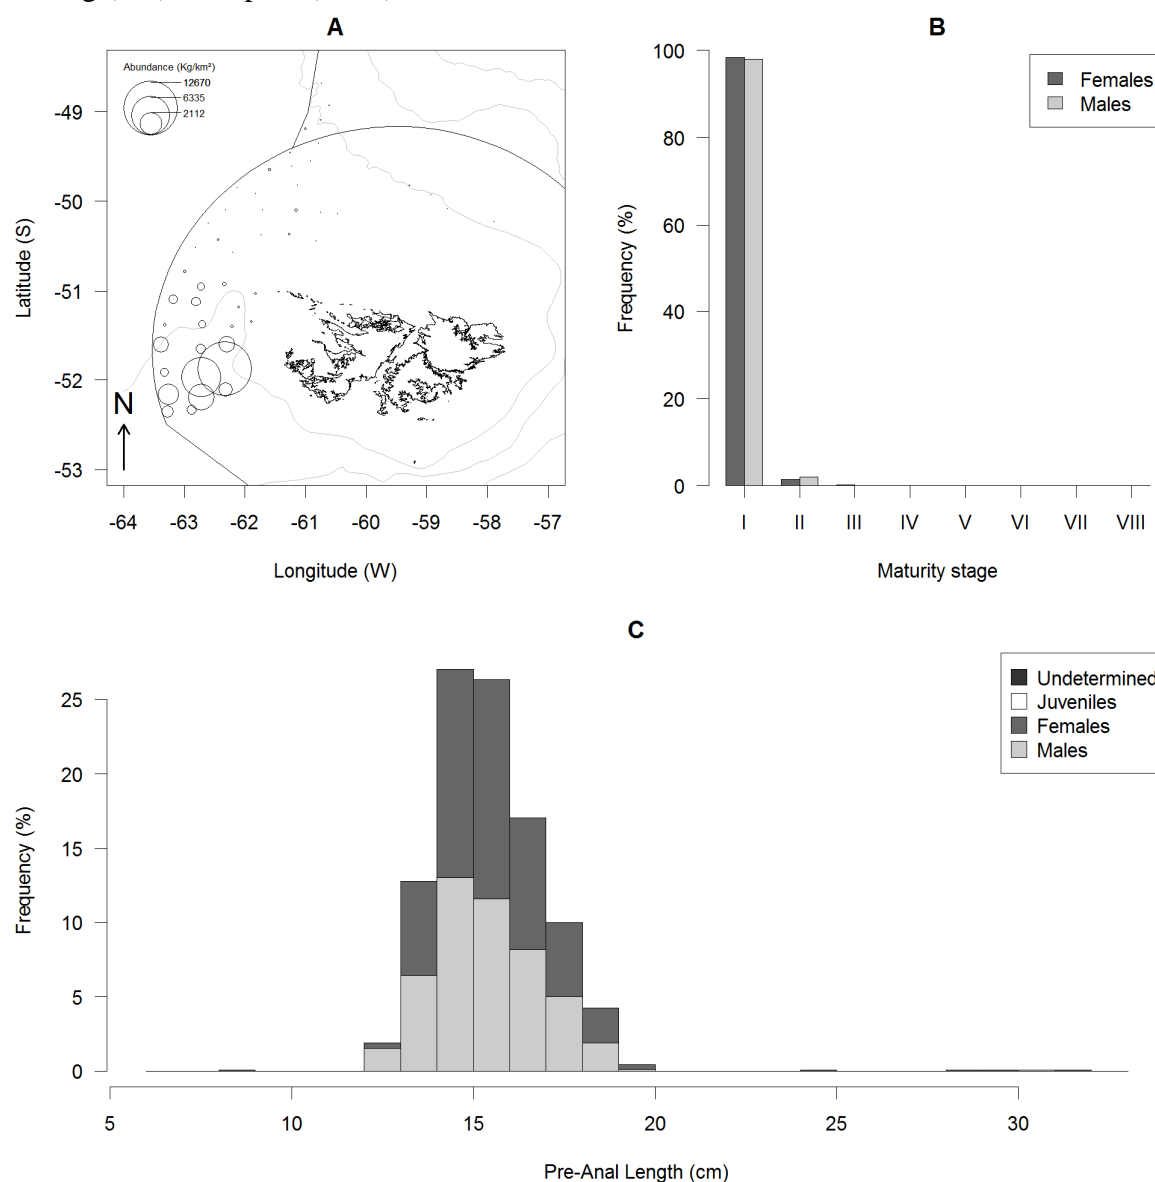 A
Abundance (Kg/km²)
12670
6335
2112
-49
-50
-51
-52
-53
Latitude (S)
N
-64 -63 -62 -61 -60 -59 -58 -57
Longitude (W)
B
Females
Males
100
80
60
40
20
0
Frequency (%)
I II III IV V VI VII VIII
Maturity stage
C
Undetermined
Juveniles
Females
Males
25
20
15
10
5
0
Frequency (%)
5 10 15 20 25 30
Pre-Anal Length (cm)